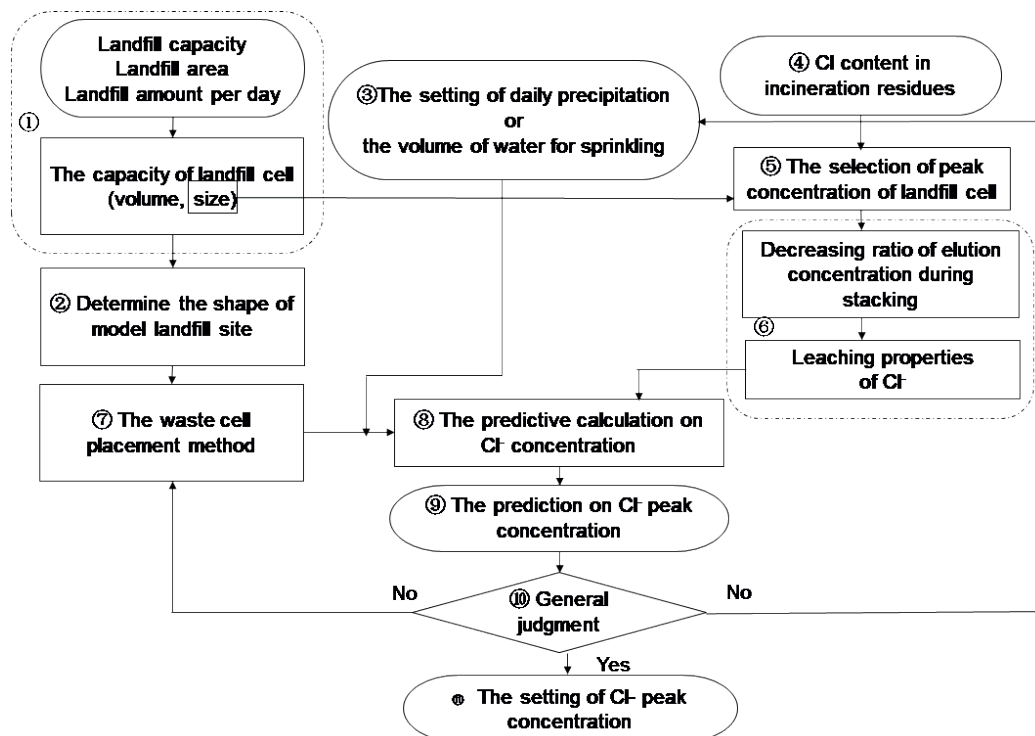 Landfill capacity
Landfill area
Landfill amount per day
①
The capacity of landfill cell
(volume, size)
② Determine the shape of
model landfill site
⑦ The waste cell
placement method
③The setting of daily precipitation
or
the volume of water for sprinkling
④ Cl content in
incineration residues
⑤ The selection of peak
concentration of landfill cell
Decreasing ratio of elution
concentration during
stacking
⑥
Leaching properties
of Cl-
⑧ The predictive calculation on
Cl- concentration
⑨ The prediction on Cl- peak
concentration
No
⑩ General
judgment
No
Yes
⑪ The setting of Cl- peak
concentration